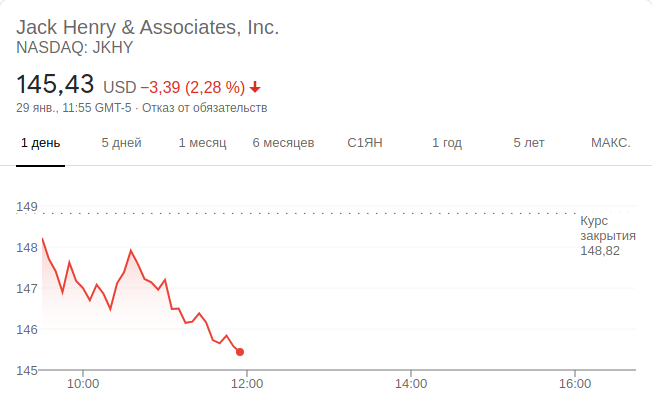 Jack Henry & Associates, Inc.
NASDAQ: JKHY
145,43 USD −3,39 (2,28 %)
29 янв., 11:55 GMT-5 · Отказ от обязательств
1 день 5 дней 1 месяц 6 месяцев С1ЯН 1 год 5 лет МАКС.
149
Курс
закрытия
148,82
148
147
146
145
10:00 12:00 14:00 16:00